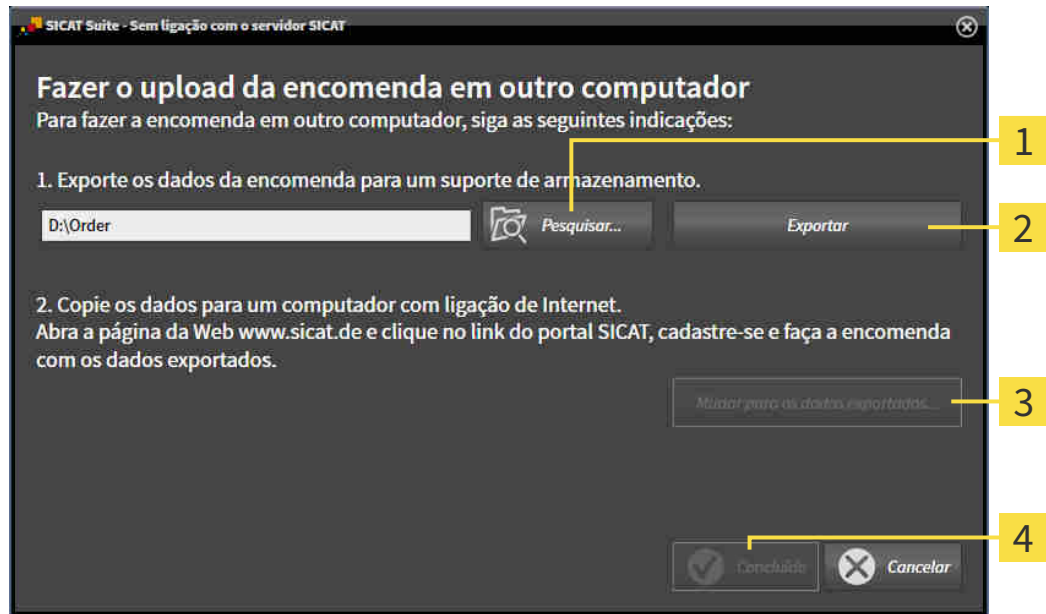 SICAT Suite - Sem ligação com o servidor SICAT
Fazer o upload da encomenda em outro computador
Para fazer a encomenda em outro computador, siga as seguintes indicações:
1
1. Exporte os dados da encomenda para um suporte de armazenamento.
D:\Order
Pesquisar...
Exportar
2
2. Copie os dados para um computador com ligação de Internet.
Abra a página da Web www.sicat.de e clique no link do portal SICAT, cadastre-se e faça a encomenda
com os dados exportados.
Mudar para os dados exportados...
3
4
Concluído
Cancelar